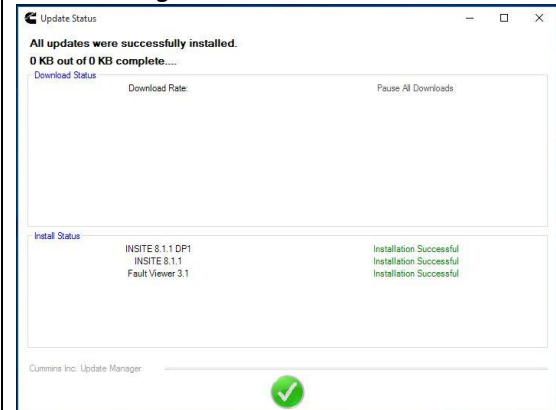 Update Status
All updates were successfully installed.
0 KB out of 0 KB complete....
Download Status
Download Rate: Pause All Downloads
Install Status
INSITE 8.1.1 DP1 Installation Successful
INSITE 8.1.1 Installation Successful
Fault Viewer 3.1 Installation Successful
Cummins Inc. Update Manager